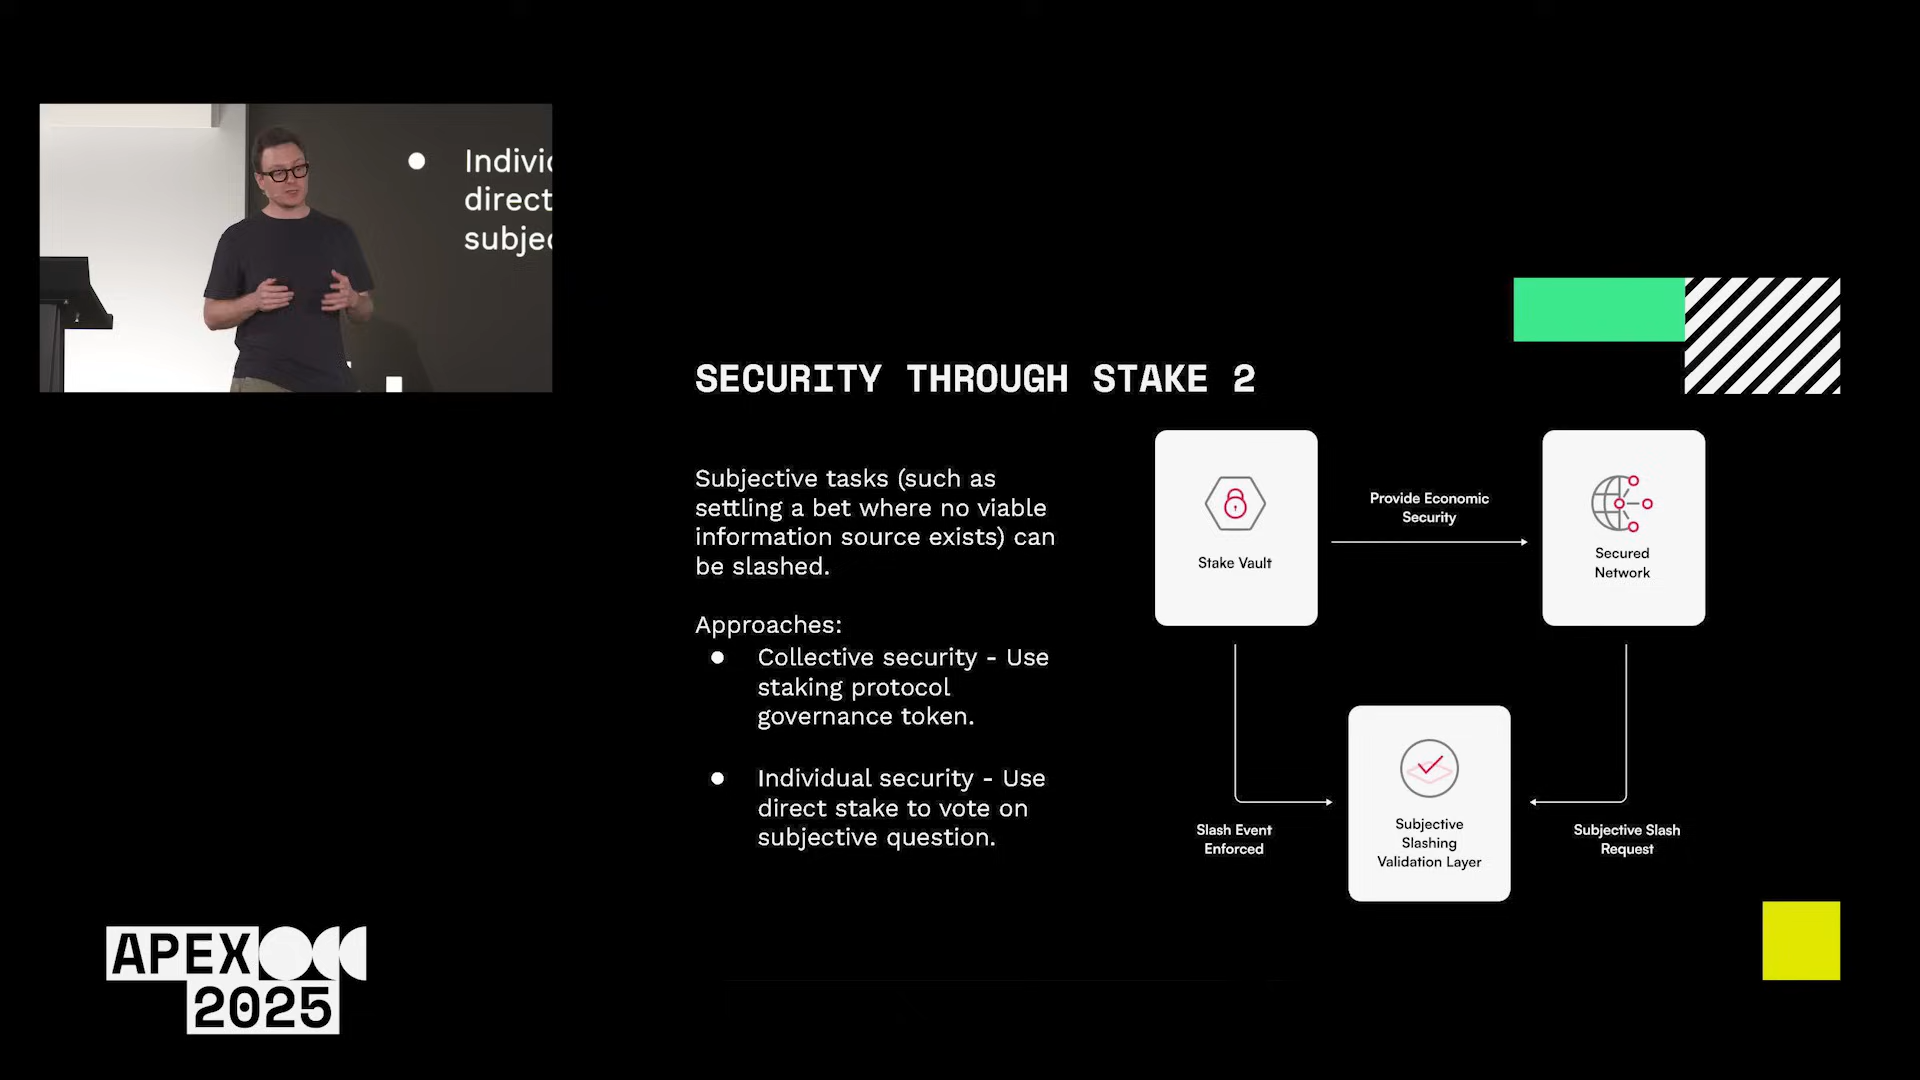 Indivi
direct
subjec
SECURITY THROUGH STAKE 2
Subjective tasks (such as
settling a bet where no viable
information source exists) can
be slashed.
Approaches:
● Collective security - Use
staking protocol
governance token.
● Individual security - Use
direct stake to vote on
subjective question.
Stake Vault
Provide Economic
Security
Secured
Network
Slash Event
Enforced
Subjective
Slashing
Validation Layer
Subjective Slash
Request
APEX
2025